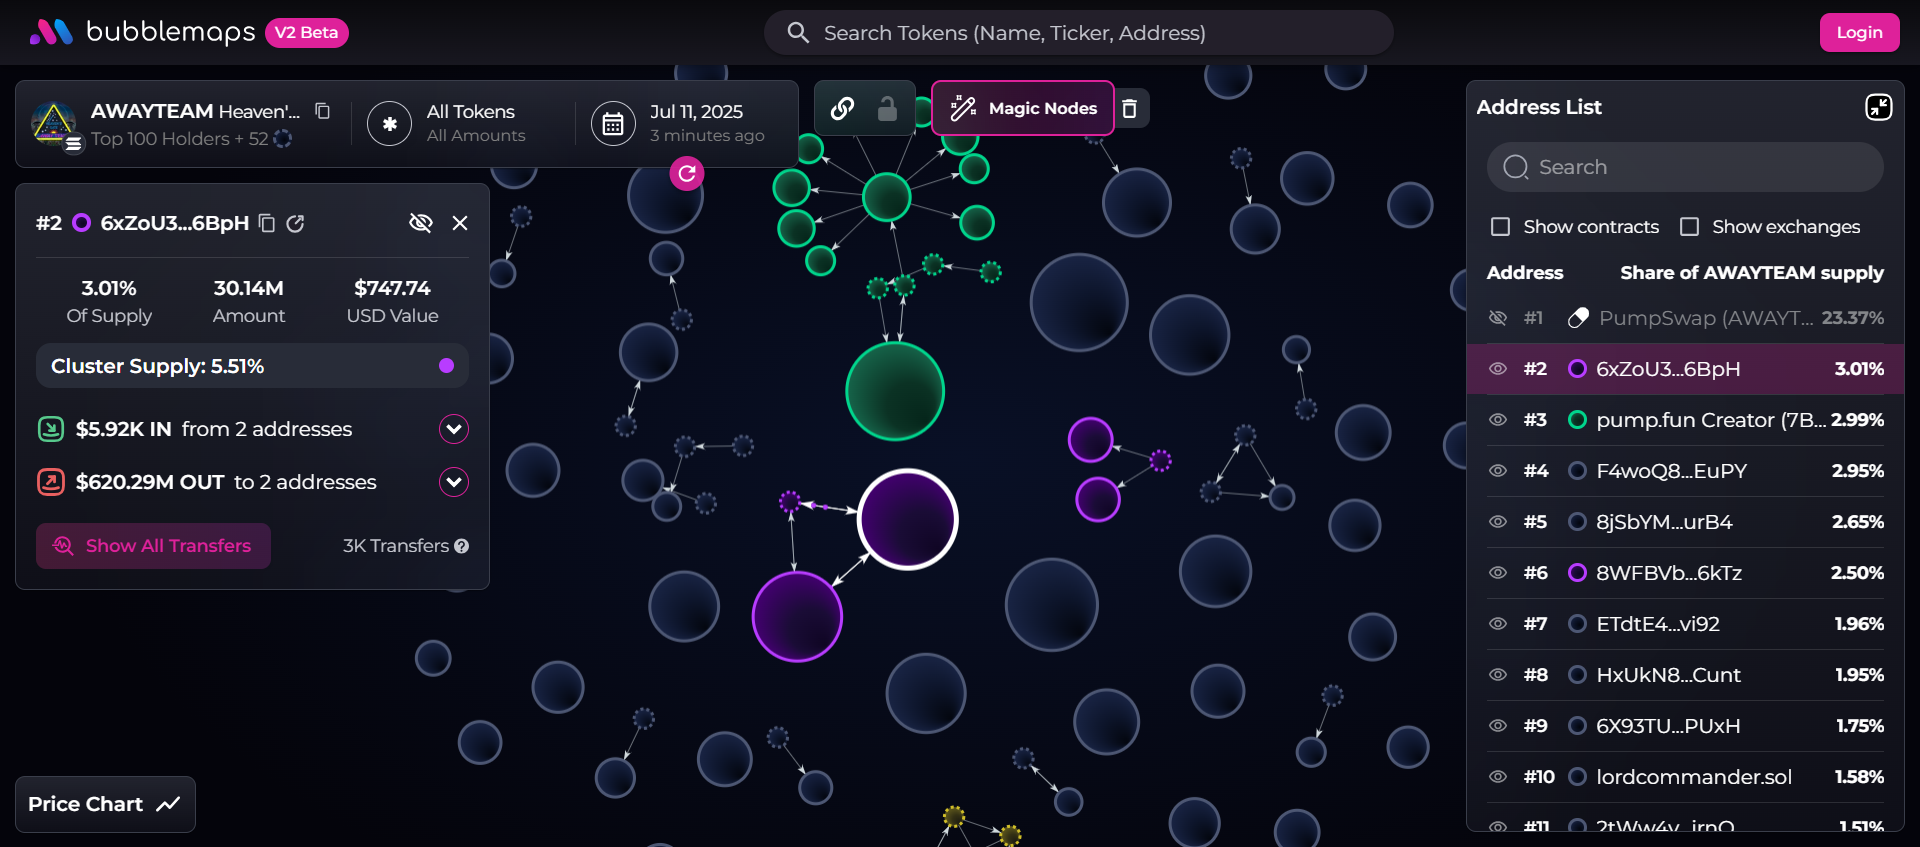 bubblemaps V2 Beta
Search Tokens (Name, Ticker, Address)
Login
AWAYTEAM Heaven'...
Top 100 Holders + 52
All Tokens
All Amounts
Jul 11, 2025
3 minutes ago
Magic Nodes
#2 6xZoU3...6BpH
3.01% 30.14M $747.74
Of Supply Amount USD Value
Cluster Supply: 5.51%
$5.92K IN from 2 addresses
$620.29M OUT to 2 addresses
Show All Transfers 3K Transfers ?
Price Chart
Address List
Search
Show contracts Show exchanges
Address Share of AWAYTEAM supply
#1 PumpSwap (AWAYT... 23.37%
#2 6xZoU3...6BpH 3.01%
#3 pump.fun Creator (7B... 2.99%
#4 F4woQ8...EuPY 2.95%
#5 8jSbYM...urB4 2.65%
#6 8WFBVb...6kTz 2.50%
#7 ETdtE4...vi92 1.96%
#8 HxUkN8...Cunt 1.95%
#9 6X93TU...PUxH 1.75%
#10 lordcommander.sol 1.58%
#11 1.51%